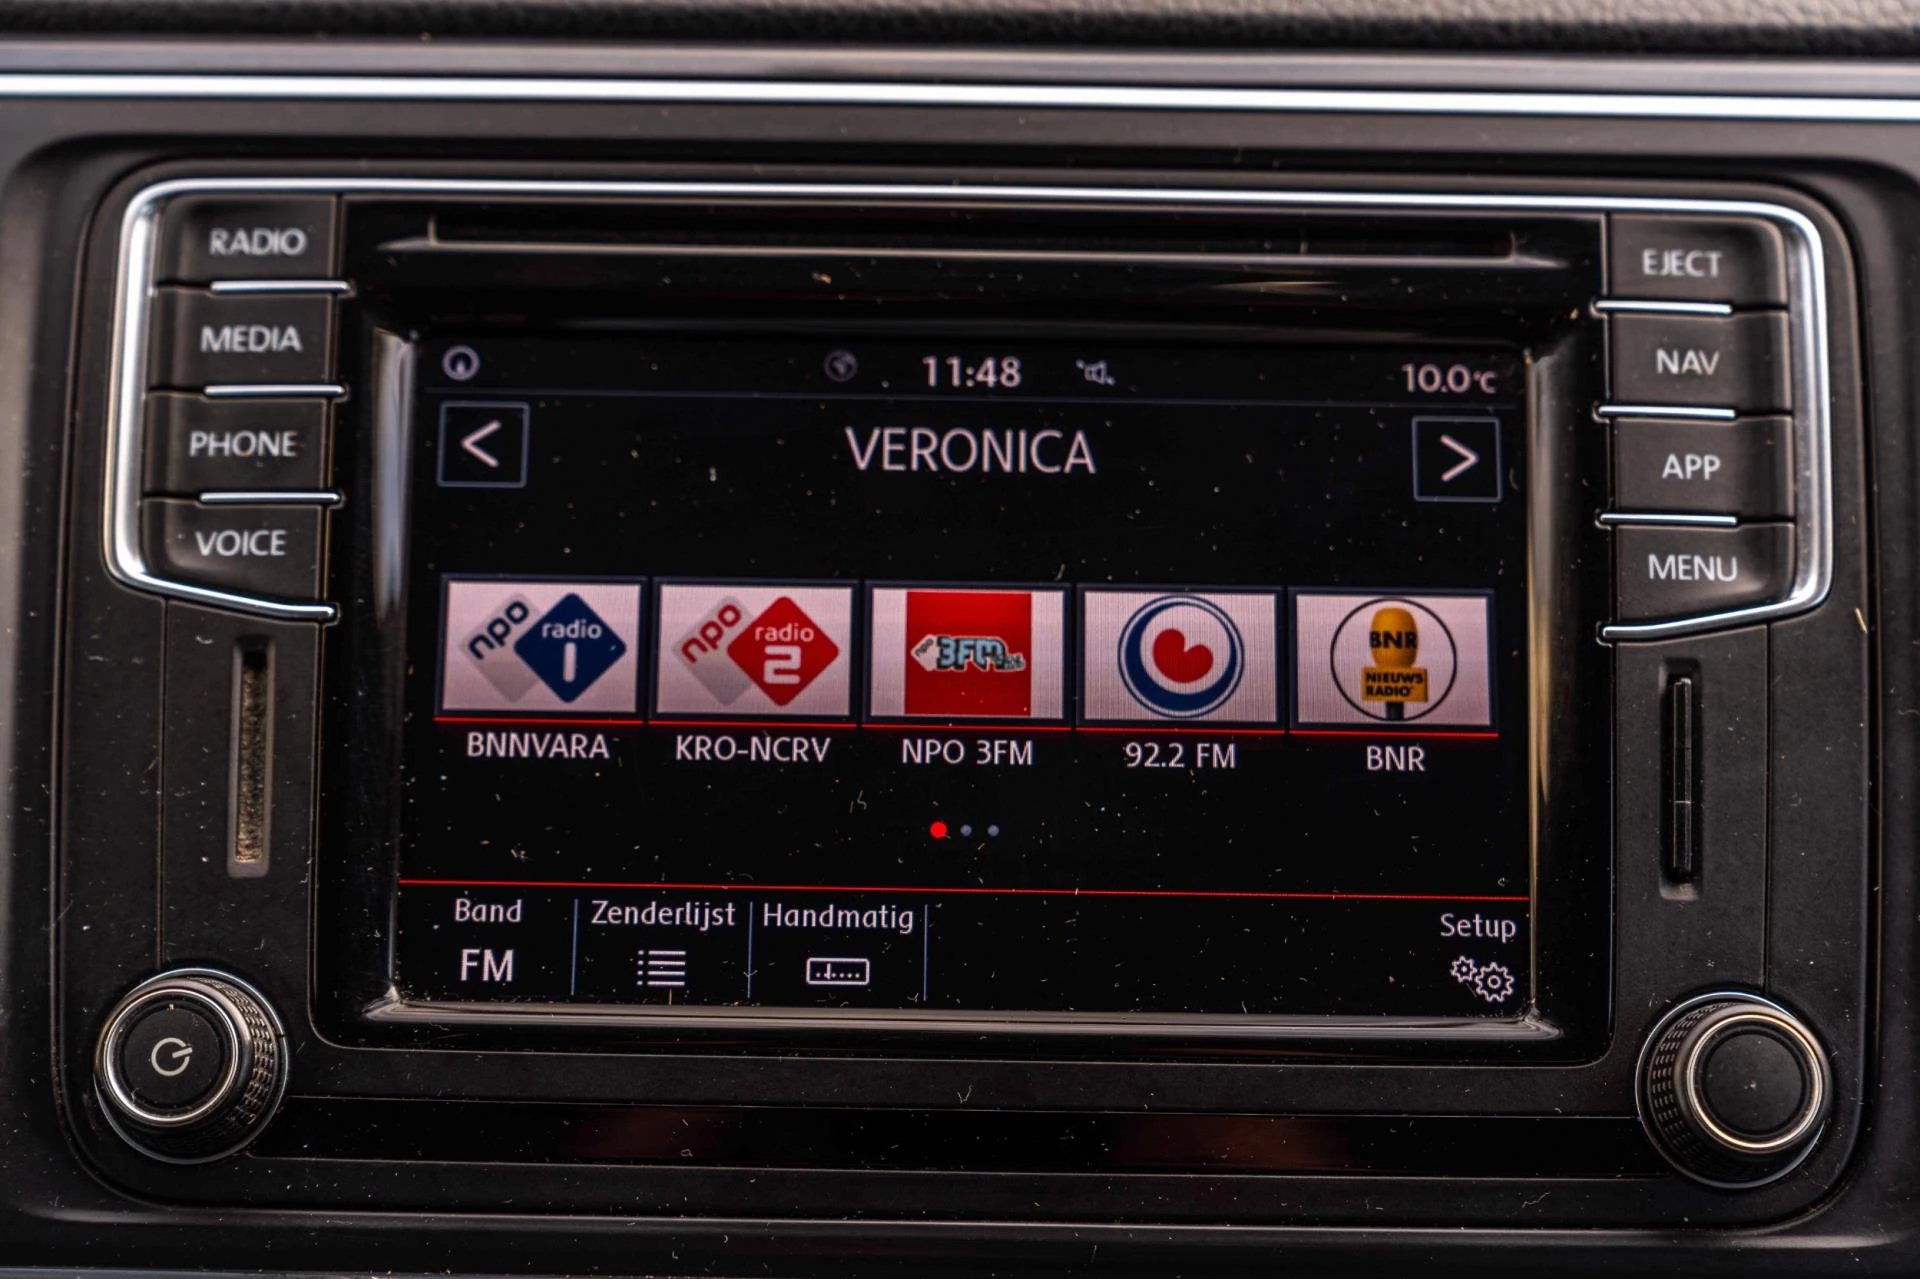 RADIO
MEDIA
PHONE
VOICE
EJECT
NAV
APP
MENU
11:48
10.0°C
<
VERONICA
>
npo radio 1
npo radio 2
npo 3FM
BNR
NIEUWS
RADIO
BNNVARA
KRO-NCRV
NPO 3FM
92.2 FM
BNR
Band
Zenderlijst
Handmatig
Setup
FM